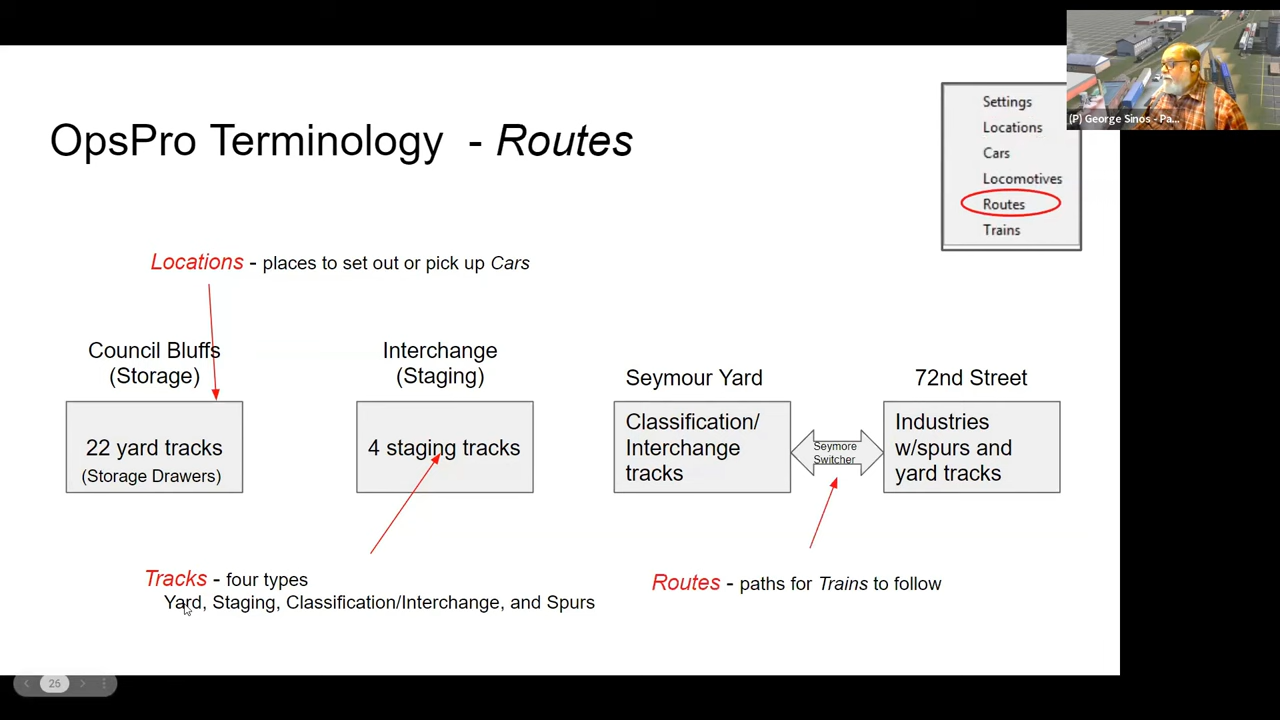 (P) George Sinos - Pa...
OpsPro Terminology - Routes
Settings
Locations
Cars
Locomotives
Routes
Trains
Locations - places to set out or pick up Cars
Council Bluffs
(Storage)
22 yard tracks
(Storage Drawers)
Interchange
(Staging)
4 staging tracks
Seymour Yard
Classification/
Interchange
tracks
Seymore
Switcher
72nd Street
Industries
w/spurs and
yard tracks
Tracks - four types
Yard, Staging, Classification/Interchange, and Spurs
Routes - paths for Trains to follow
26